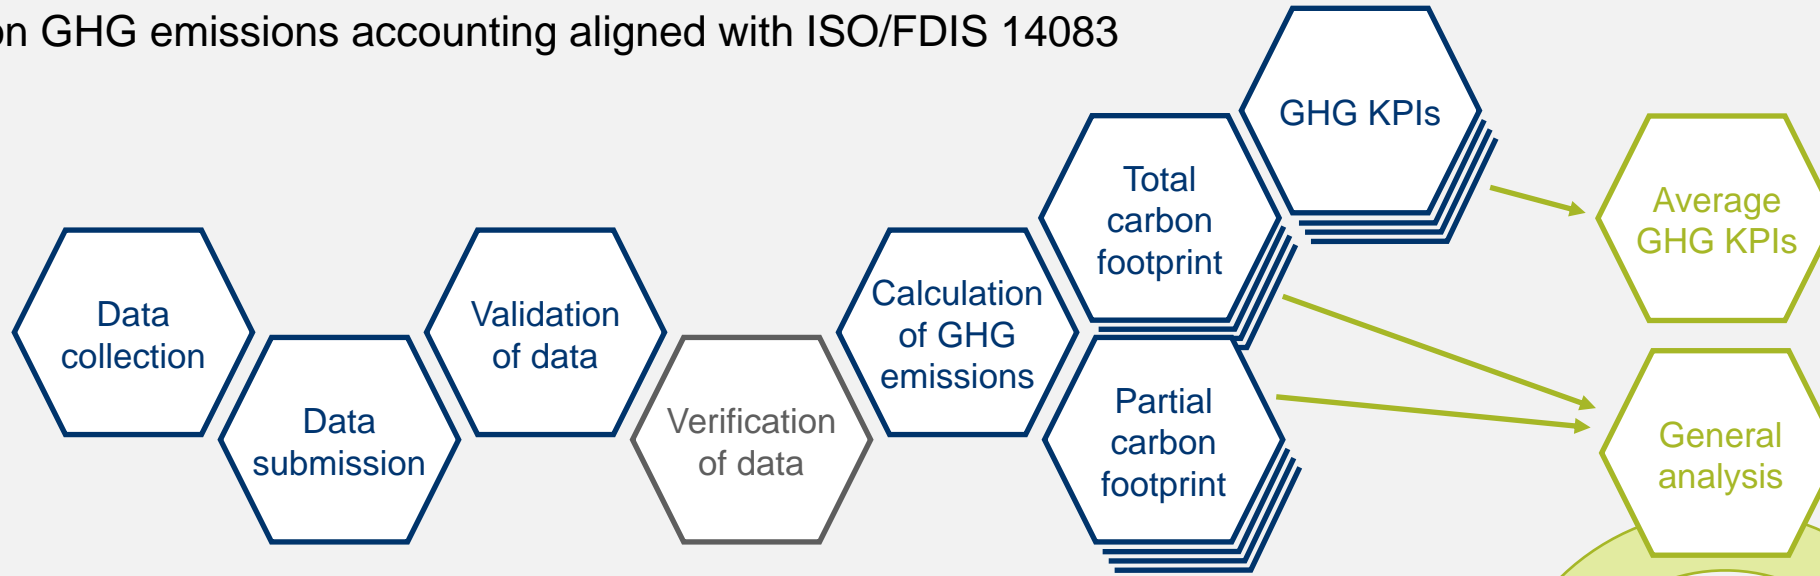 on GHG emissions accounting aligned with ISO/FDIS 14083
Data
collection
Data
submission
Validation
of data
Verification
of data
Calculation
of GHG
emissions
Total
carbon
footprint
Partial
carbon
footprint
GHG KPIs
Average
GHG KPIs
General
analysis